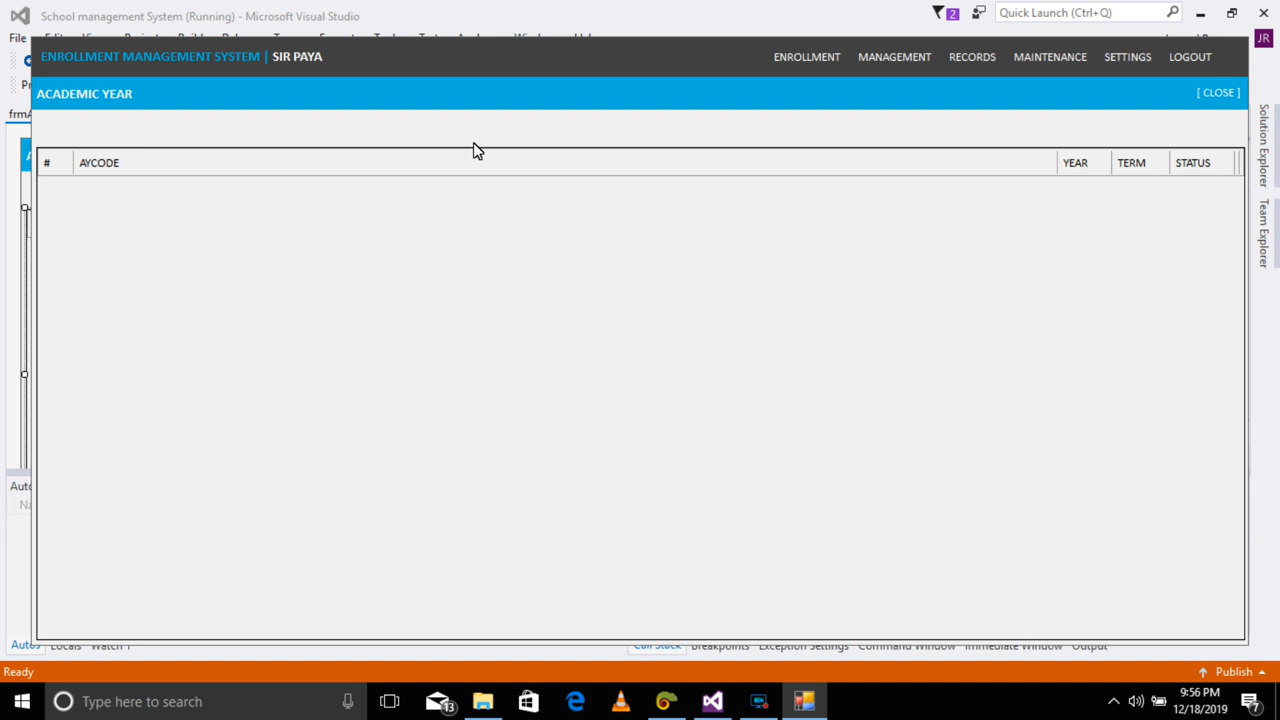 School management System (Running) - Microsoft Visual Studio
2
Quick Launch (Ctrl+Q)
File
JR
ENROLLMENT MANAGEMENT SYSTEM | SIR PAYA
ENROLLMENT MANAGEMENT RECORDS MAINTENANCE SETTINGS LOGOUT
ACADEMIC YEAR
[ CLOSE ]
# AYCODE YEAR TERM STATUS
Solution Explorer
Team Explorer
Autos Locals Watch 1
Call Stack Breakpoints Exception Settings Command Window Immediate Window Output
Ready
Publish
Type here to search
13
9:56 PM
12/18/2019
7